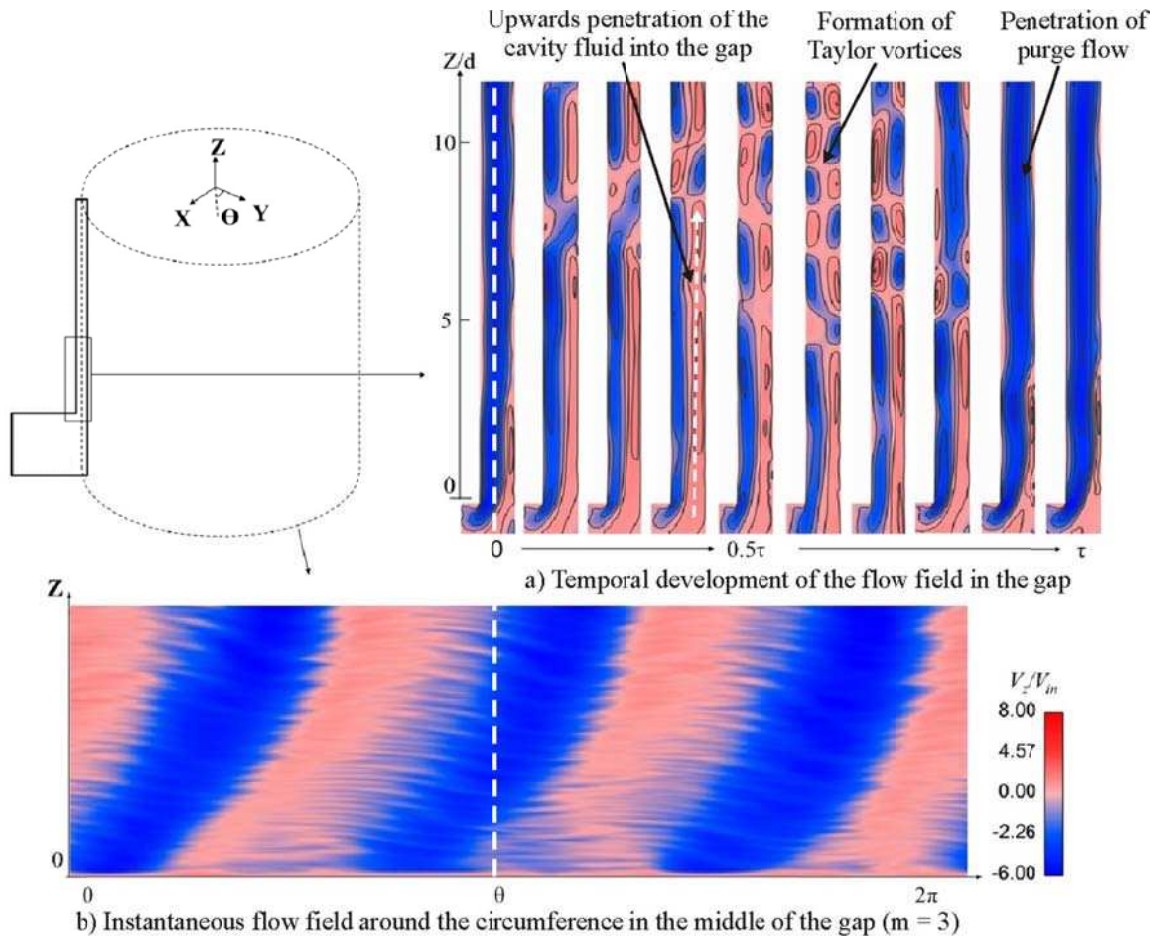 Upwards penetration of the
cavity fluid into the gap
Formation of
Taylor vortices
Penetration of
purge flow
Z/d
10
5
0
Z
X
Θ
Y
0
0.5τ
τ
a) Temporal development of the flow field in the gap
Z
0
0
θ
2π
V_z/V_in
8.00
4.57
0.00
-2.26
-6.00
b) Instantaneous flow field around the circumference in the middle of the gap (m = 3)